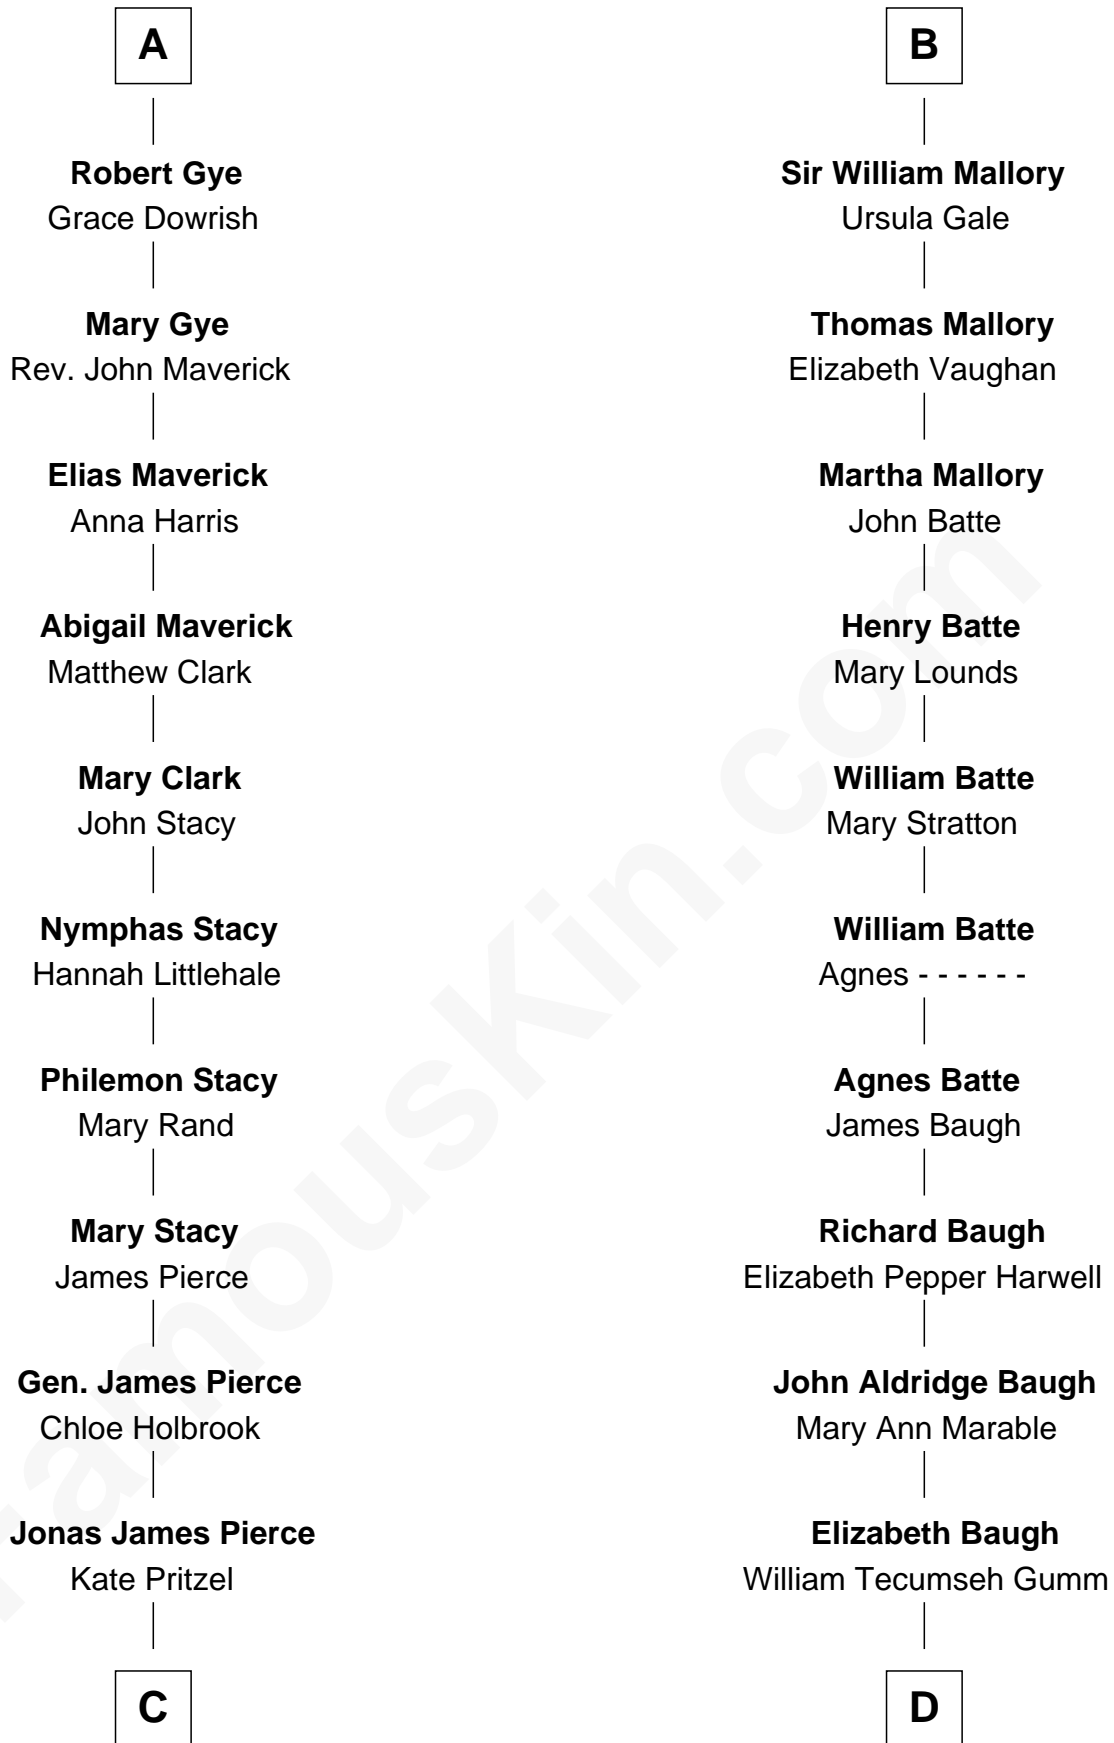 A
Robert Gye
Grace Dowrish
Mary Gye
Rev. John Maverick
Elias Maverick
Anna Harris
Abigail Maverick
Matthew Clark
Mary Clark
John Stacy
Nymphas Stacy
Hannah Littlehale
Philemon Stacy
Mary Rand
Mary Stacy
James Pierce
Gen. James Pierce
Chloe Holbrook
Jonas James Pierce
Kate Pritzel
C
B
Sir William Mallory
Ursula Gale
Thomas Mallory
Elizabeth Vaughan
Martha Mallory
John Batte
Henry Batte
Mary Lounds
William Batte
Mary Stratton
William Batte
Agnes - - - - - -
Agnes Batte
James Baugh
Richard Baugh
Elizabeth Pepper Harwell
John Aldridge Baugh
Mary Ann Marable
Elizabeth Baugh
William Tecumseh Gumm
D
FamousKin.com